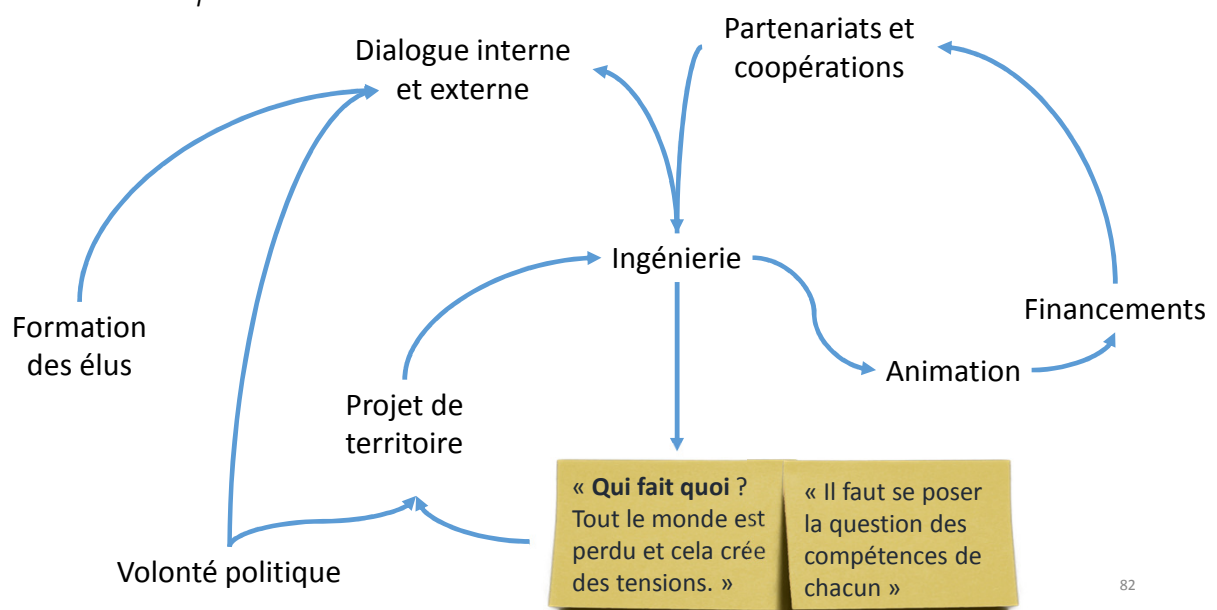 Partenariats et
coopérations
Dialogue interne
et externe
Ingénierie
Financements
Formation
des élus
Animation
Projet de
territoire
« Qui fait quoi ?
Tout le monde est
perdu et cela crée
des tensions. »
« Il faut se poser
la question des
compétences de
chacun »
Volonté politique
82